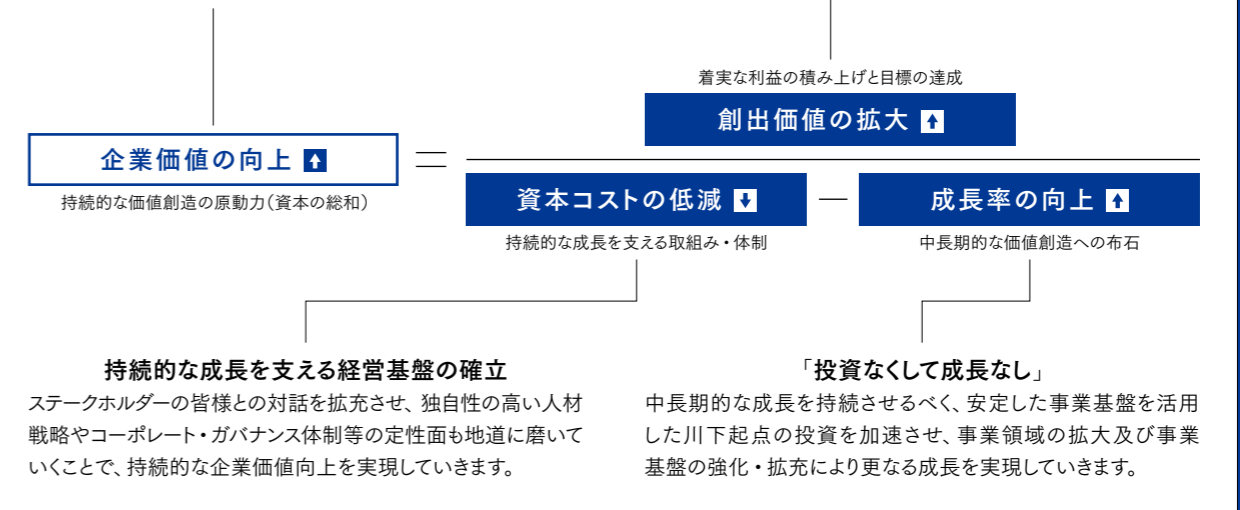 着実な利益の積み上げと目標の達成
創出価値の拡大
企業価値の向上
=
持続的な価値創造の原動力（資本の総和）
資本コストの低減
—
成長率の向上
持続的な成長を支える取組み・体制
中長期的な価値創造への布石
持続的な成長を支える経営基盤の確立
ステークホルダーの皆様との対話を拡充させ、独自性の高い人材
戦略やコーポレート・ガバナンス体制等の定性面も地道に磨いて
いくことで、持続的な企業価値向上を実現していきます。
「投資なくして成長なし」
中長期的な成長を持続させるべく、安定した事業基盤を活用
した川下起点の投資を加速させ、事業領域の拡大及び事業
基盤の強化・拡充により更なる成長を実現していきます。